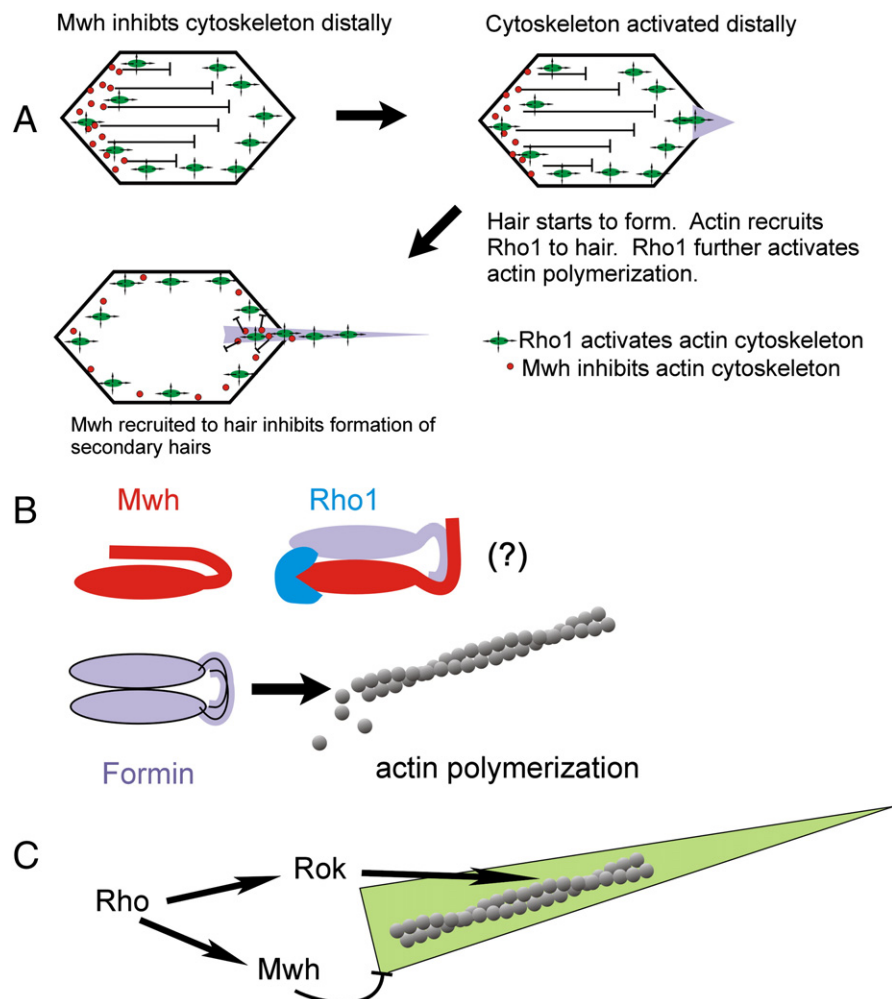 Mwh inhibts cytoskeleton distally
Cytoskeleton activated distally
A
Hair starts to form. Actin recruits
Rho1 to hair. Rho1 further activates
actin polymerization.
Rho1 activates actin cytoskeleton
Mwh inhibits actin cytoskeleton
Mwh recruited to hair inhibits formation of
secondary hairs
B
Mwh
Rho1
(?)
Formin
actin polymerization
C
Rok
Rho
Mwh